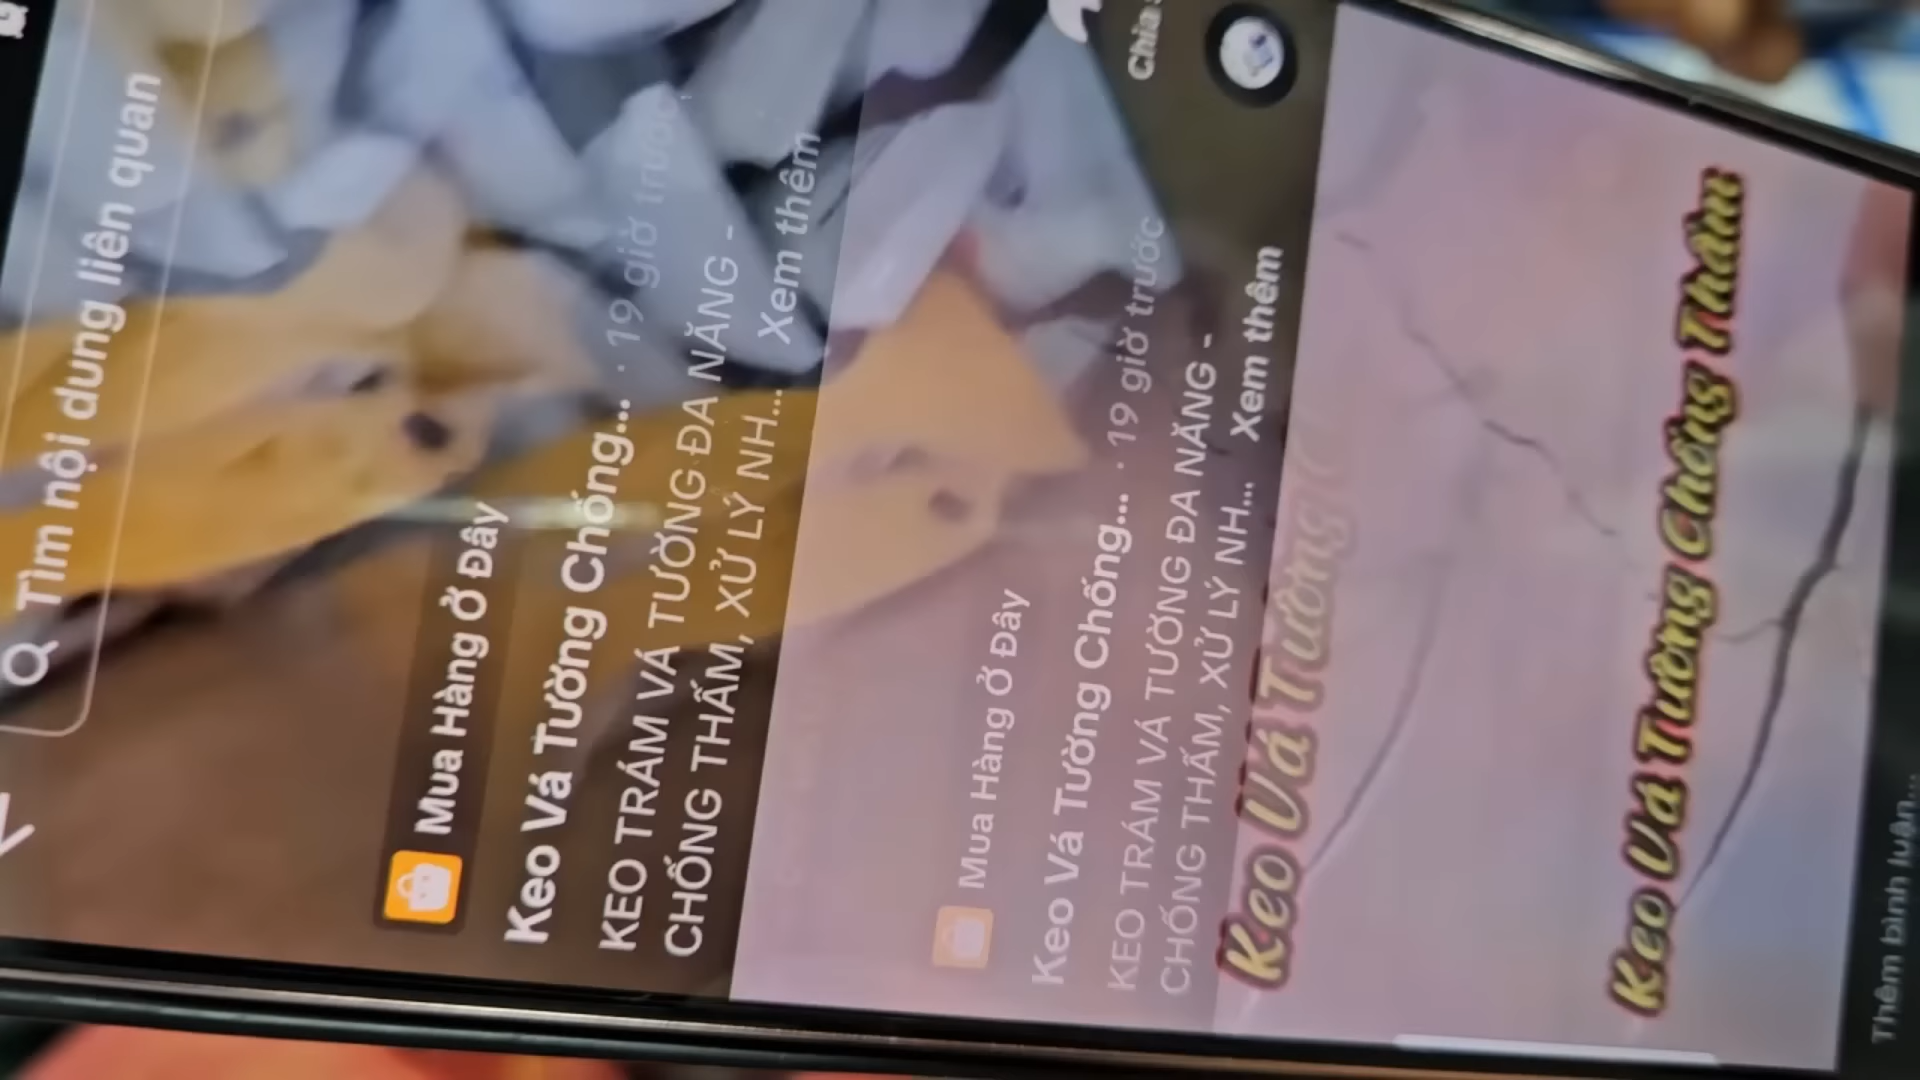 Tìm nội dung liên quan
Mua Hàng Ở Đây
Keo Vá Tường Chống... · 19 giờ trước
KEO TRÁM VÁ TƯỜNG ĐA NĂNG -
CHỐNG THẤM, XỬ LÝ NH... Xem thêm
Chia
Mua Hàng Ở Đây
Keo Vá Tường Chống... · 19 giờ trước
KEO TRÁM VÁ TƯỜNG ĐA NĂNG -
CHỐNG THẤM, XỬ LÝ NH... Xem thêm
Keo Vá Tường
Keo Vá Tường Chống Thấm
Thêm bình luận...